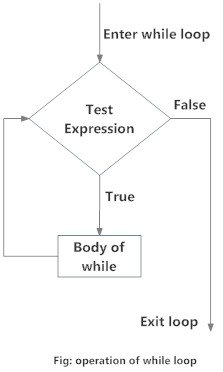 Enter while loop
Test
Expression
False
True
Body of
while
Exit loop
Fig: operation of while loop